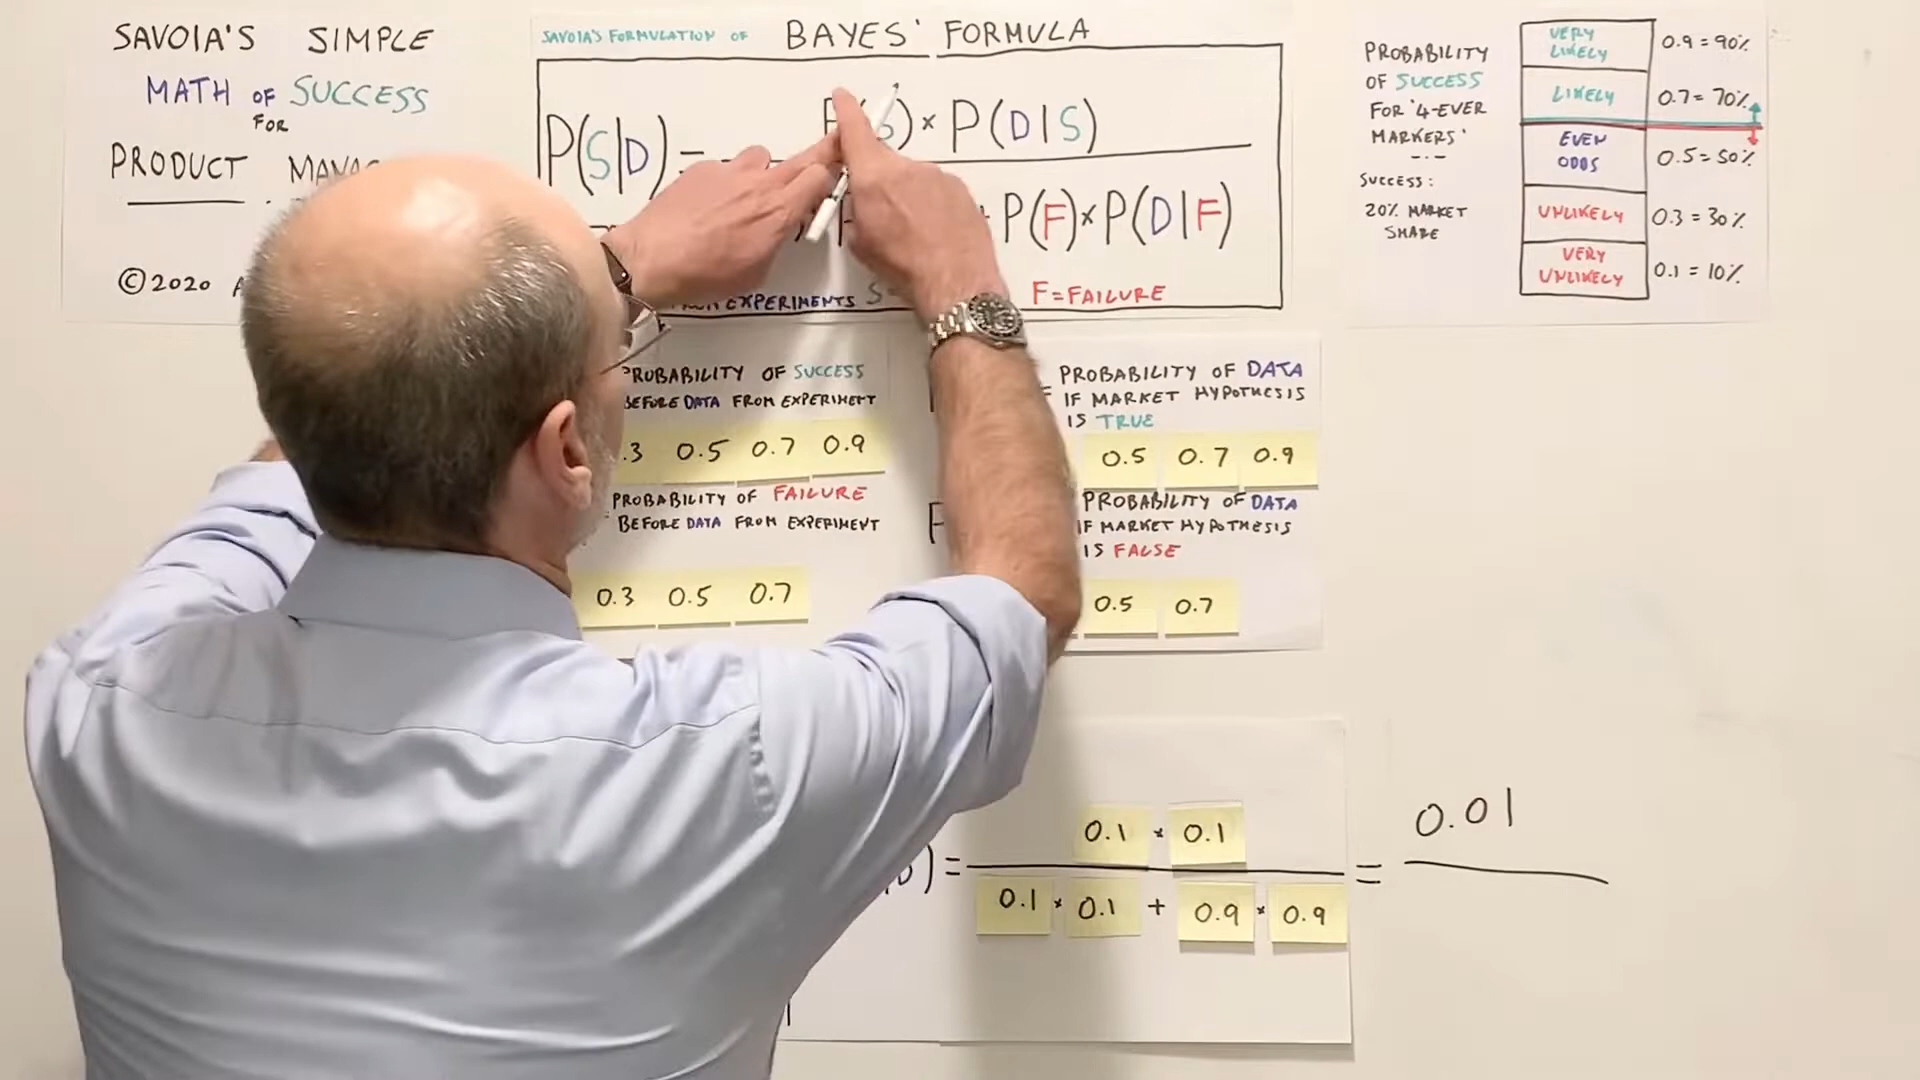 SAVOIA'S SIMPLE
MATH OF SUCCESS
FOR
PRODUCT
©2020
SAVOIA'S FORMULATION OF BAYES' FORMULA
P(S|D) = S) × P(D|S)
+ P(F) × P(D|F)
EXPERIMENTS S F=FAILURE
PROBABILITY
OF SUCCESS
FOR '4-EVER
MARKERS'
-.-
SUCCESS:
20% MARKET
SHARE
VERY LIKELY 0.9 = 90%
LIKELY 0.7 = 70%
EVEN ODDS 0.5 = 50%
UNLIKELY 0.3 = 30%
VERY UNLIKELY 0.1 = 10%
PROBABILITY OF SUCCESS
BEFORE DATA FROM EXPERIMENT
.3 0.5 0.7 0.9
PROBABILITY OF FAILURE
BEFORE DATA FROM EXPERIMENT
0.3 0.5 0.7
PROBABILITY OF DATA
IF MARKET HYPOTHESIS
IS TRUE
0.5 0.7 0.9
PROBABILITY OF DATA
IF MARKET HYPOTHESIS
IS FALSE
0.5 0.7
0.1 × 0.1
) = =
0.1 × 0.1 + 0.9 × 0.9
0.01